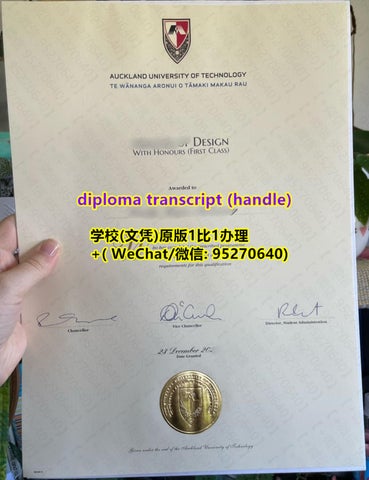 AUCKLAND UNIVERSITY OF TECHNOLOGY
TE WĀNANGA ARONUI O TĀMAKI MAKAU RAU
DESIGN
WITH HONOURS (FIRST CLASS)
Awarded to
diploma transcript (handle)
学校(文凭)原版1比1办理
+( WeChat/微信: 95270640)
requirements for this qualification
Chancellor
Vice Chancellor
Director, Student Administration
23 December 20
Date Granted
Given under the seal of the Auckland University of Technology